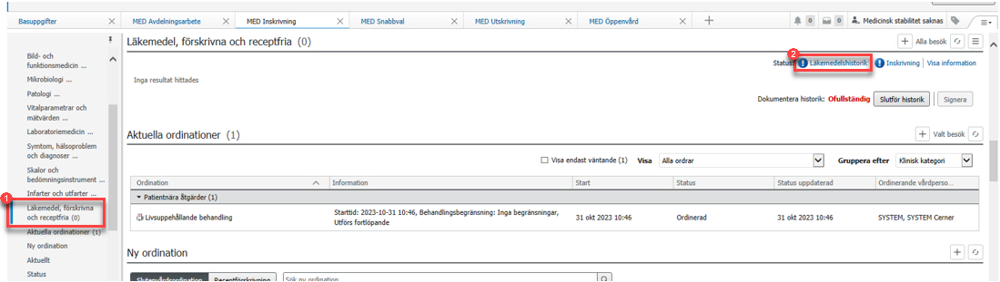 Basuppgifter MED Avdelningsarbete MED Inskrivning MED Snabbval MED Utskrivning MED Öppenvård 0 0 Medicinsk stabilitet saknas
Bild- och
funktionsmedicin ...
Mikrobiologi ...
Patologi ...
Vitalparametrar och
mätvärden ...
Laboratoriemedicin ...
Symtom, hälsoproblem
och diagnoser ...
Skalor och
bedömningsinstrument ...
Infarter och utfarter ...
1
Läkemedel, förskrivna
och receptfria (0)
Aktuella ordinationer (1)
Ny ordination
Aktuellt
Status
Läkemedel, förskrivna och receptfria (0) Alla besök
2
Status: Läkemedelshistorik Inskrivning Visa information
Inga resultat hittades
Dokumentera historik: Ofullständig Slutför historik Signera
Aktuella ordinationer (1) Valt besök
Visa endast väntande (1) Visa Alla ordrar Gruppera efter Klinisk kategori
Ordination Information Start Status Status uppdaterad Ordinerande vårdperso...
Patientnära åtgärder (1)
Livsuppehållande behandling Starttid: 2023-10-31 10:46, Behandlingsbegränsning: Inga begränsningar, Utförs fortlöpande 31 okt 2023 10:46 Ordinerad 31 okt 2023 10:46 SYSTEM, SYSTEM Cerner
Ny ordination
Slutenvårdsordination Receptförskrivning Sök ny ordination